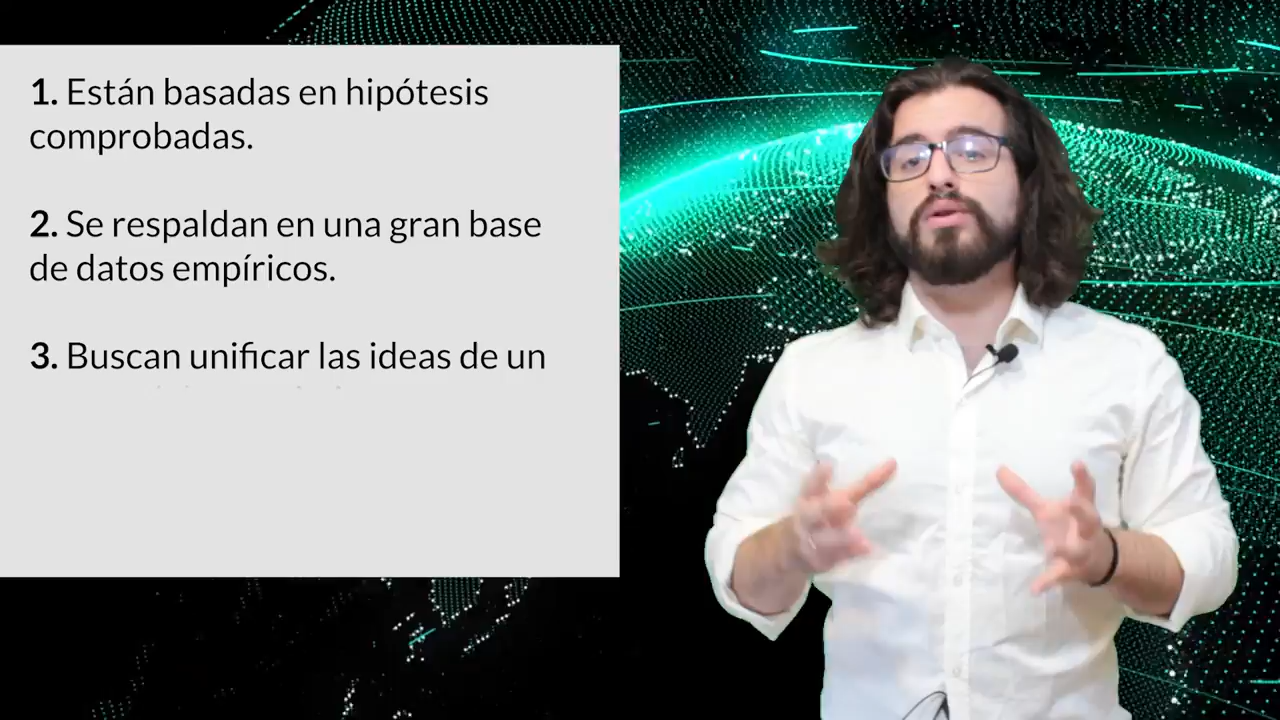 1. Están basadas en hipótesis
comprobadas.
2. Se respaldan en una gran base
de datos empíricos.
3. Buscan unificar las ideas de un